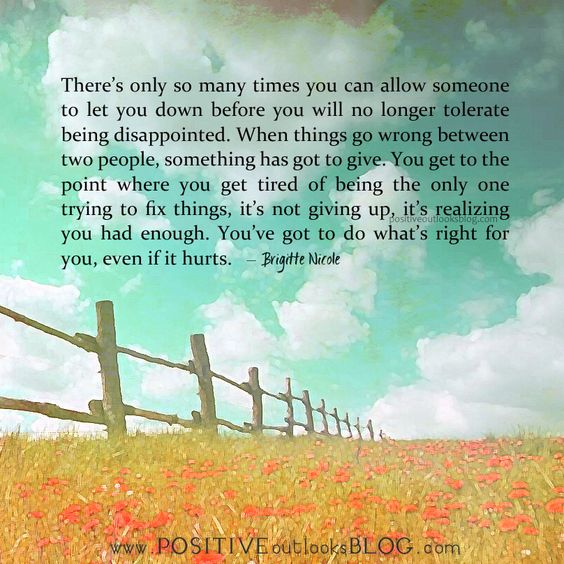 There's only so many times you can allow someone
to let you down before you will no longer tolerate
being disappointed. When things go wrong between
two people, something has got to give. You get to the
point where you get tired of being the only one
trying to fix things, it's not giving up, it's realizing
positiveoutlooksblog.com
you had enough. You've got to do what's right for
you, even if it hurts. – Brigitte Nicole
www.POSITIVEoutlooksBLOG.com